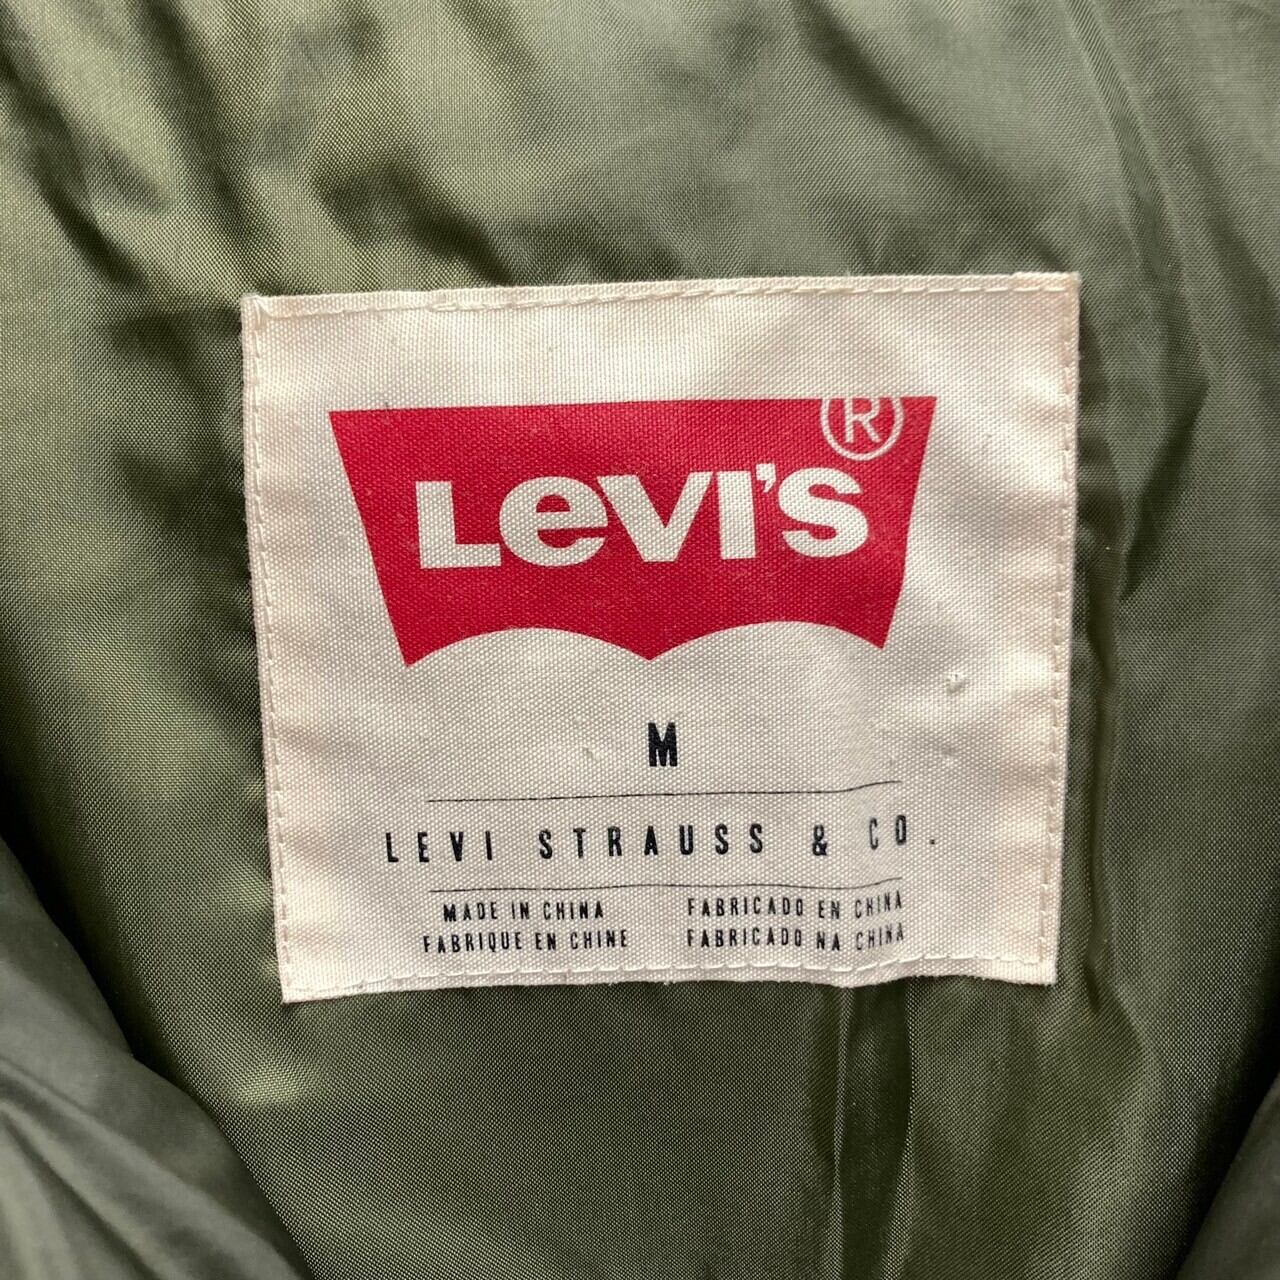 LEVI'S ®
M
LEVI STRAUSS & CO.
MADE IN CHINA
FABRIQUE EN CHINE
FABRICADO EN CHINA
FABRICADO NA CHINA